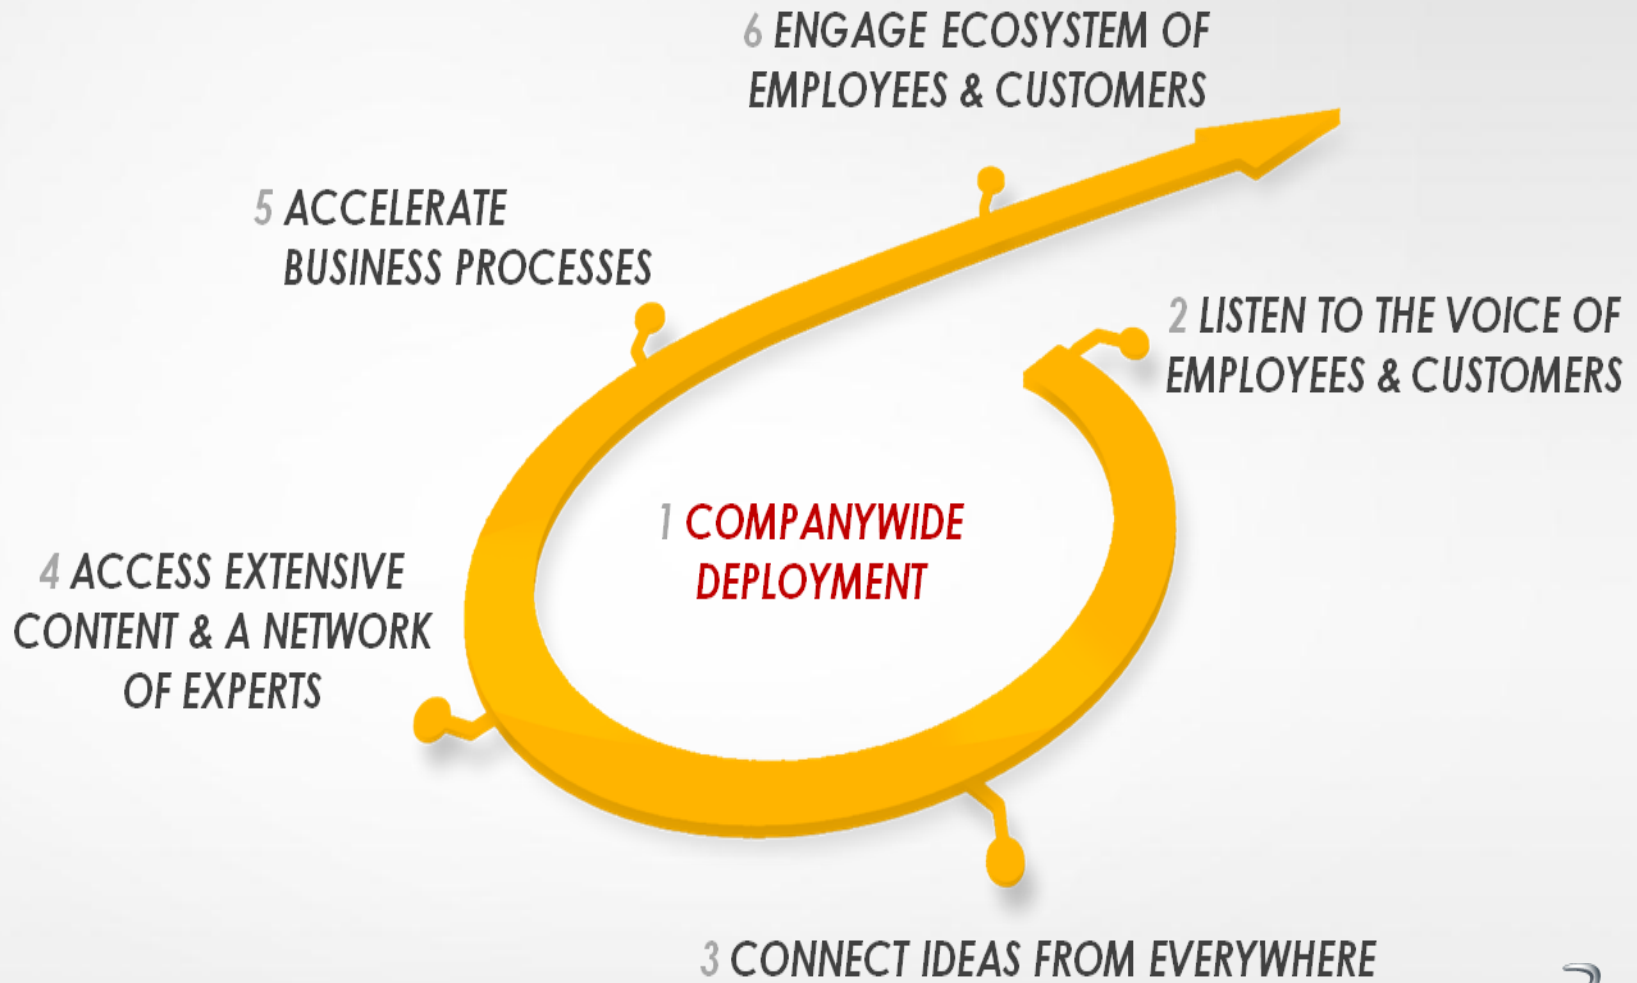 6 ENGAGE ECOSYSTEM OF
EMPLOYEES & CUSTOMERS
5 ACCELERATE
BUSINESS PROCESSES
2 LISTEN TO THE VOICE OF
EMPLOYEES & CUSTOMERS
1 COMPANYWIDE
DEPLOYMENT
4 ACCESS EXTENSIVE
CONTENT & A NETWORK
OF EXPERTS
3 CONNECT IDEAS FROM EVERYWHERE